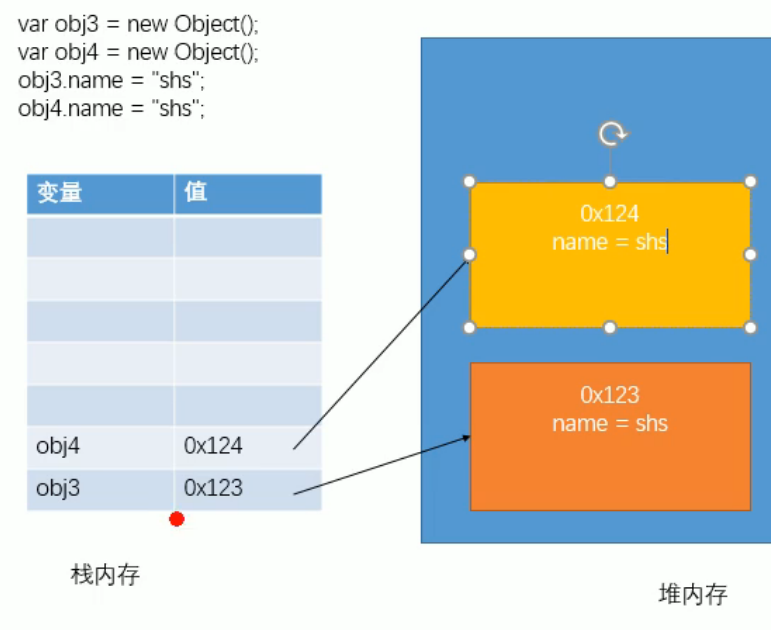 var obj3 = new Object();
var obj4 = new Object();
obj3.name = "shs";
obj4.name = "shs";
变量 值
obj4 0x124
obj3 0x123
栈内存
0x124
name = shs
0x123
name = shs
堆内存